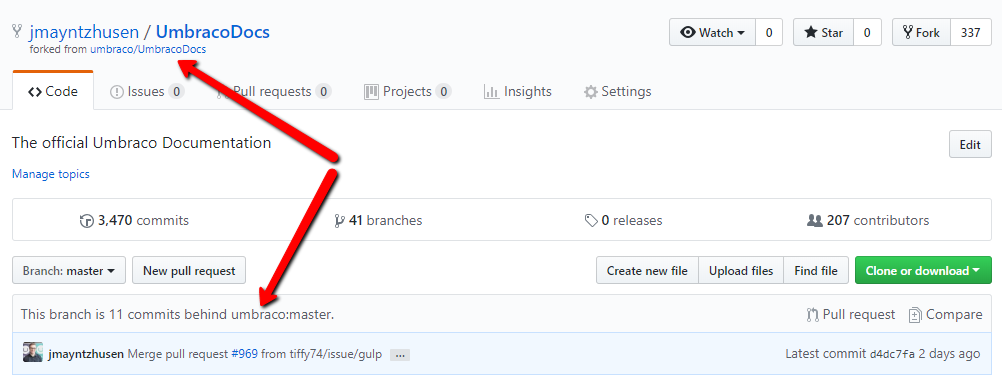 jmayntzhusen / UmbracoDocs
forked from umbraco/UmbracoDocs
Watch 0
Star 0
Fork 337
Code
Issues 0
Pull requests 0
Projects 0
Insights
Settings
The official Umbraco Documentation
Edit
Manage topics
3,470 commits
41 branches
0 releases
207 contributors
Branch: master
New pull request
Create new file
Upload files
Find file
Clone or download
This branch is 11 commits behind umbraco:master.
Pull request
Compare
jmayntzhusen Merge pull request #969 from tiffy74/issue/gulp ...
Latest commit d4dc7fa 2 days ago